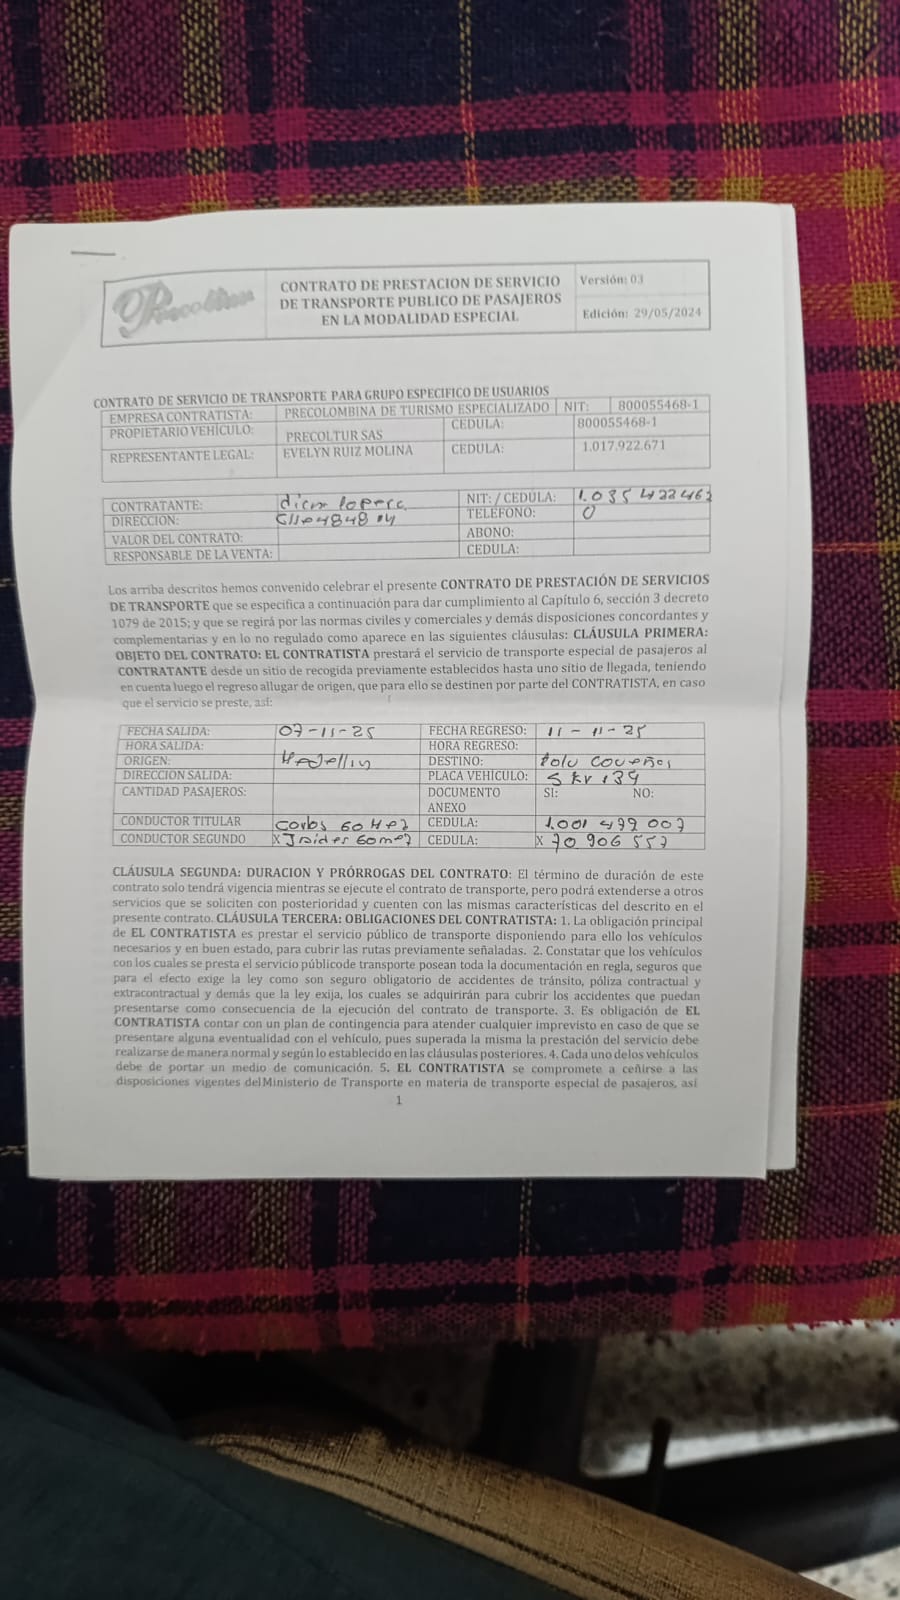 Precoltur
CONTRATO DE PRESTACION DE SERVICIO
DE TRANSPORTE PUBLICO DE PASAJEROS
EN LA MODALIDAD ESPECIAL
Versión: 03
Edición: 29/05/2024
CONTRATO DE SERVICIO DE TRANSPORTE PARA GRUPO ESPECIFICO DE USUARIOS
EMPRESA CONTRATISTA: PRECOLOMBINA DE TURISMO ESPECIALIZADO NIT: 800055468-1
PROPIETARIO VEHÍCULO: PRECOLTUR SAS CEDULA: 800055468-1
REPRESENTANTE LEGAL: EVELYN RUIZ MOLINA CEDULA: 1.017.922.671
CONTRATANTE: NIT: / CEDULA: 1.035422462
DIRECCION: TELEFONO: 0
VALOR DEL CONTRATO: ABONO:
RESPONSABLE DE LA VENTA: CEDULA:
Los arriba descritos hemos convenido celebrar el presente CONTRATO DE PRESTACIÓN DE SERVICIOS
DE TRANSPORTE que se especifica a continuación para dar cumplimiento al Capítulo 6, sección 3 decreto
1079 de 2015; y que se regirá por las normas civiles y comerciales y demás disposiciones concordantes y
complementarias y en lo no regulado como aparece en las siguientes cláusulas: CLÁUSULA PRIMERA:
OBJETO DEL CONTRATO: EL CONTRATISTA prestará el servicio de transporte especial de pasajeros al
CONTRATANTE desde un sitio de recogida previamente establecidos hasta uno sitio de llegada, teniendo
en cuenta luego el regreso allugar de origen, que para ello se destinen por parte del CONTRATISTA, en caso
que el servicio se preste, así:
FECHA SALIDA: 07-11-25 FECHA REGRESO: 11-11-25
HORA SALIDA: HORA REGRESO:
ORIGEN: Medellin DESTINO: tolu Coveñas
DIRECCION SALIDA: PLACA VEHÍCULO: SKV 134
CANTIDAD PASAJEROS: DOCUMENTO SI: NO:
ANEXO
CONDUCTOR TITULAR Carlos Gomez CEDULA: 1.001 499 007
CONDUCTOR SEGUNDO X Gomez CEDULA: X 70 906 557
CLÁUSULA SEGUNDA: DURACION Y PRÓRROGAS DEL CONTRATO: El término de duración de este
contrato solo tendrá vigencia mientras se ejecute el contrato de transporte, pero podrá extenderse a otros
servicios que se soliciten con posterioridad y cuenten con las mismas características del descrito en el
presente contrato. CLÁUSULA TERCERA: OBLIGACIONES DEL CONTRATISTA: 1. La obligación principal
de EL CONTRATISTA es prestar el servicio público de transporte disponiendo para ello los vehículos
necesarios y en buen estado, para cubrir las rutas previamente señaladas. 2. Constatar que los vehículos
con los cuales se presta el servicio públicode transporte posean toda la documentación en regla, seguros que
para el efecto exige la ley como son seguro obligatorio de accidentes de tránsito, póliza contractual y
extracontractual y demás que la ley exija, los cuales se adquirirán para cubrir los accidentes que puedan
presentarse como consecuencia de la ejecución del contrato de transporte. 3. Es obligación de EL
CONTRATISTA contar con un plan de contingencia para atender cualquier imprevisto en caso de que se
presentare alguna eventualidad con el vehículo, pues superada la misma la prestación del servicio debe
realizarse de manera normal y según lo establecido en las cláusulas posteriores. 4. Cada uno delos vehículos
debe de portar un medio de comunicación. 5. EL CONTRATISTA se compromete a ceñirse a las
disposiciones vigentes delMinisterio de Transporte en materia de transporte especial de pasajeros, así
1